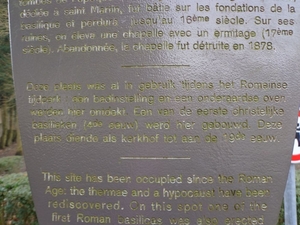 dédiée à saint Martin, fut bâtie sur les fondations de la
basilique et perdura jusqu'au 16ème siècle. Sur ses
ruines, on éleva une chapelle avec un ermitage (17ème
siècle). Abandonnée, la chapelle fut détruite en 1878.
Deze plaats was al in gebruik tijdens het Romeinse
tijdperk: een badinstelling en een onderaardse oven
werden hier ontdekt. Een van de eerste christelijke
basilieken (4de eeuw) werd hier gebouwd. Deze
plaats diende als kerkhof tot aan de 19de eeuw.
This site has been occupied since the Roman
Age: the thermae and a hypocaust have been
rediscovered. On this spot one of the
first Roman basilicas was also erected